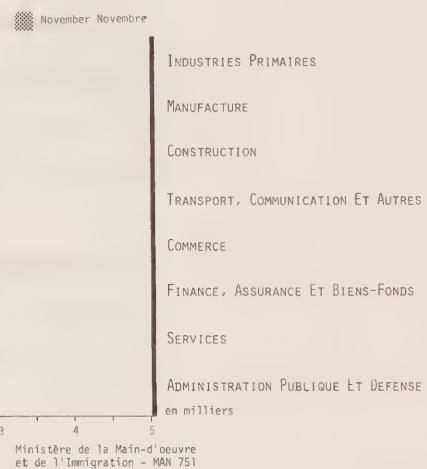 November Novembre
INDUSTRIES PRIMAIRES
MANUFACTURE
CONSTRUCTION
TRANSPORT, COMMUNICATION ET AUTRES
COMMERCE
FINANCE, ASSURANCE ET BIENS-FONDS
SERVICES
ADMINISTRATION PUBLIQUE ET DEFENSE
en milliers
3 4 5
Ministère de la Main-d'oeuvre
et de l'Immigration - MAN 751